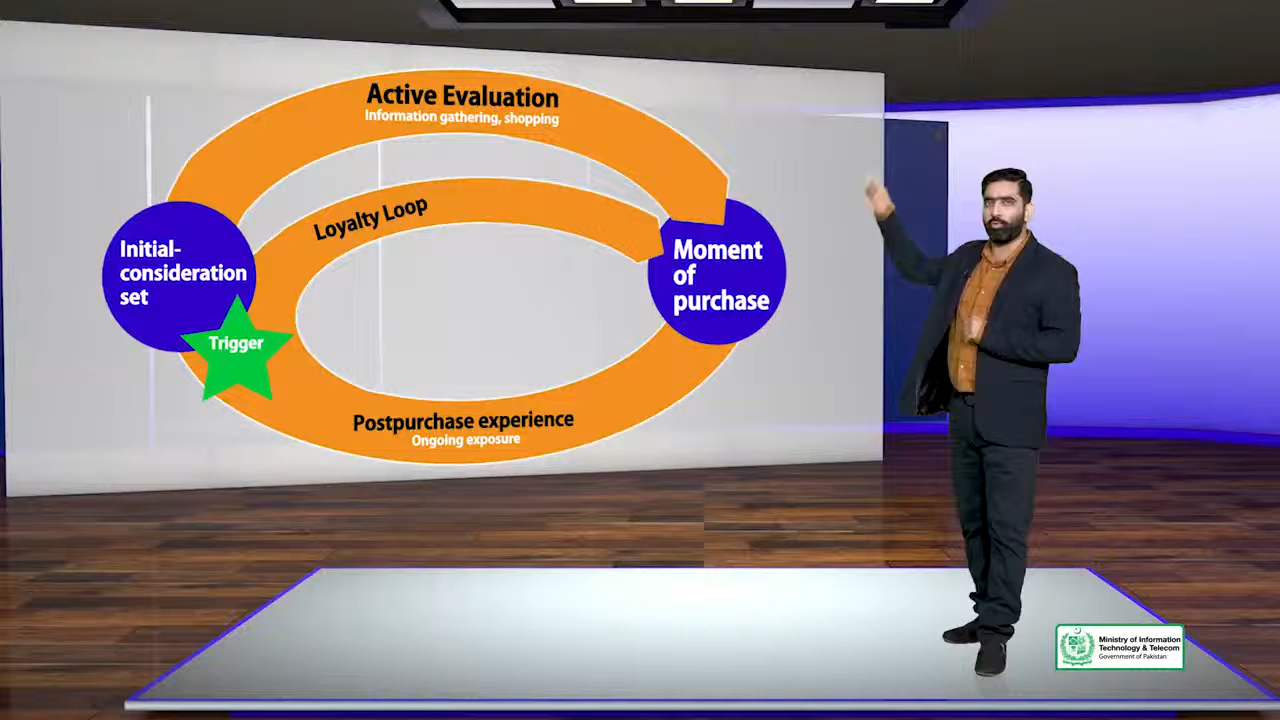 Active Evaluation
Information gathering, shopping
Loyalty Loop
Initial-
consideration
set
Moment
of
purchase
Trigger
Postpurchase experience
Ongoing exposure
Ministry of Information
Technology & Telecom
Government of Pakistan